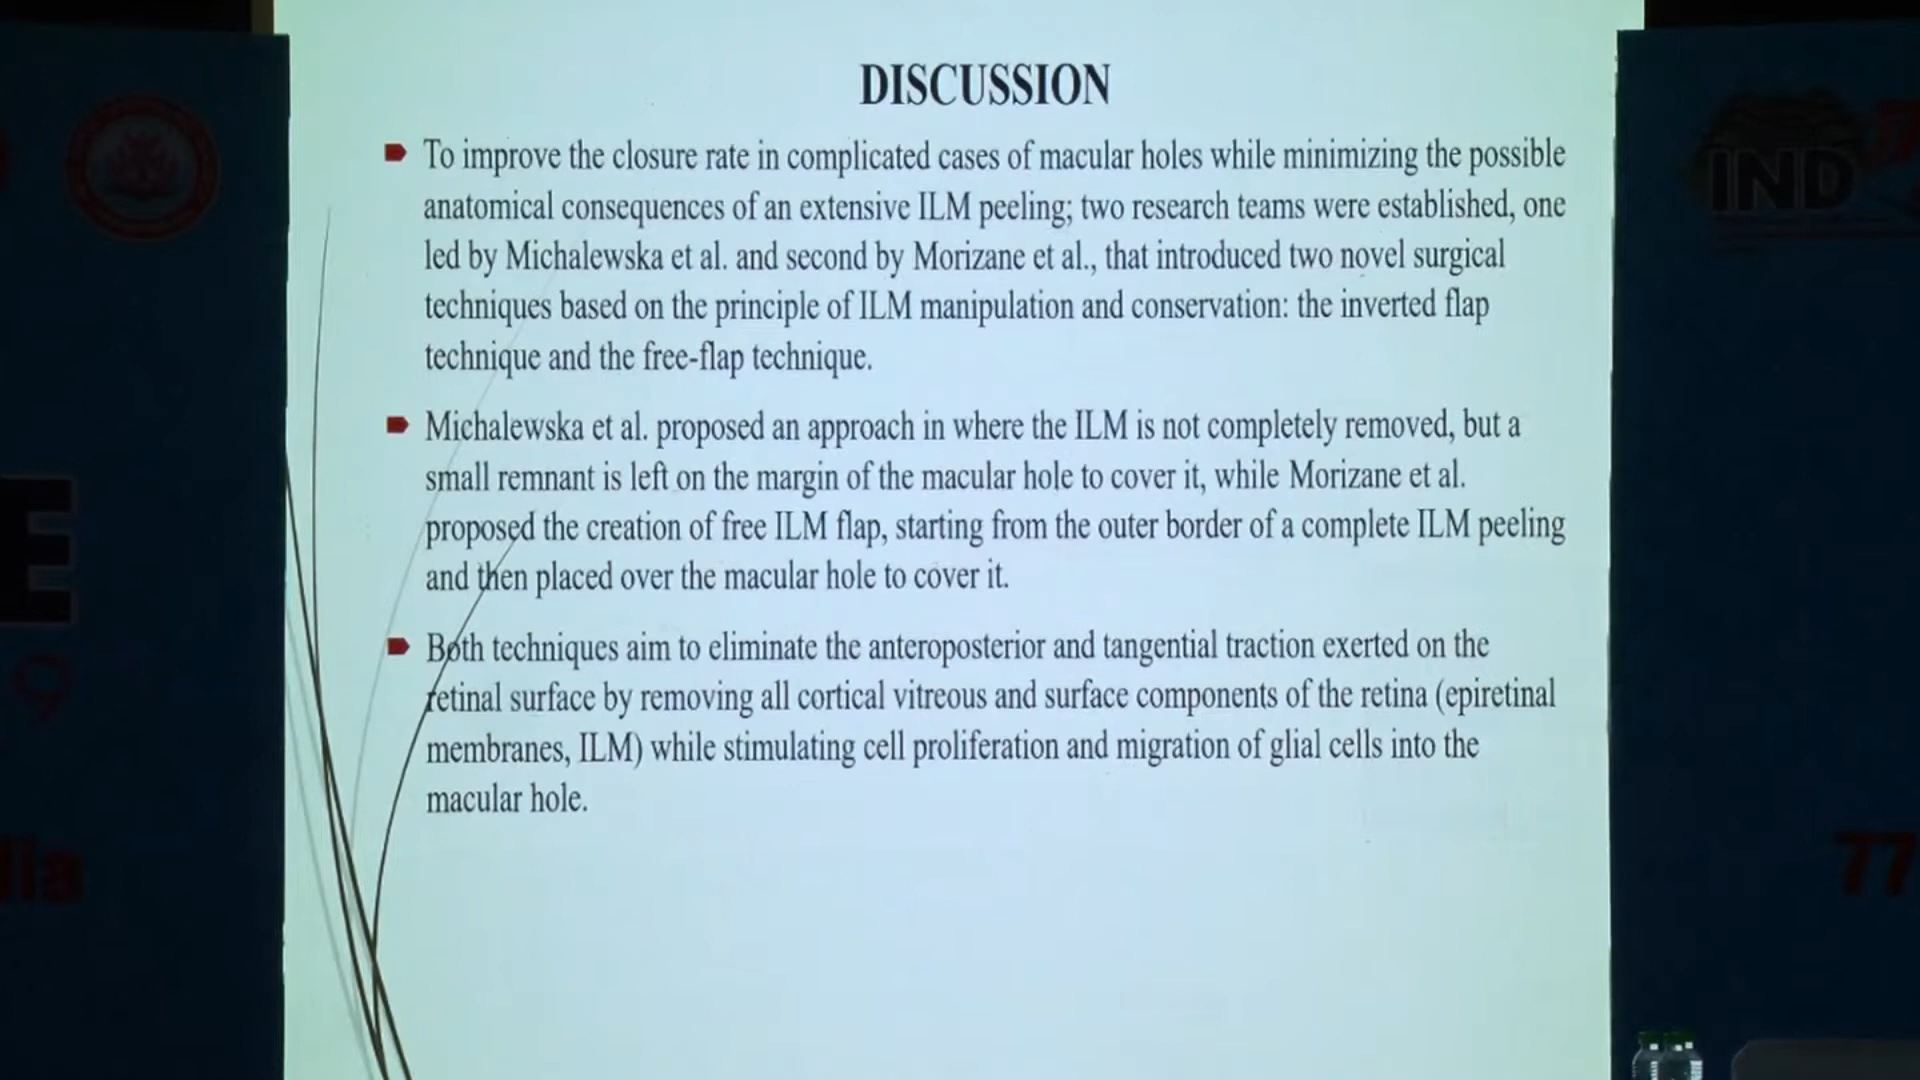 DISCUSSION
To improve the closure rate in complicated cases of macular holes while minimizing the possible
anatomical consequences of an extensive ILM peeling; two research teams were established, one
led by Michalewska et al. and second by Morizane et al., that introduced two novel surgical
techniques based on the principle of ILM manipulation and conservation: the inverted flap
technique and the free-flap technique.
Michalewska et al. proposed an approach in where the ILM is not completely removed, but a
small remnant is left on the margin of the macular hole to cover it, while Morizane et al.
proposed the creation of free ILM flap, starting from the outer border of a complete ILM peeling
and then placed over the macular hole to cover it.
Both techniques aim to eliminate the anteroposterior and tangential traction exerted on the
retinal surface by removing all cortical vitreous and surface components of the retina (epiretinal
membranes, ILM) while stimulating cell proliferation and migration of glial cells into the
macular hole.
IND
E
9
dia
77